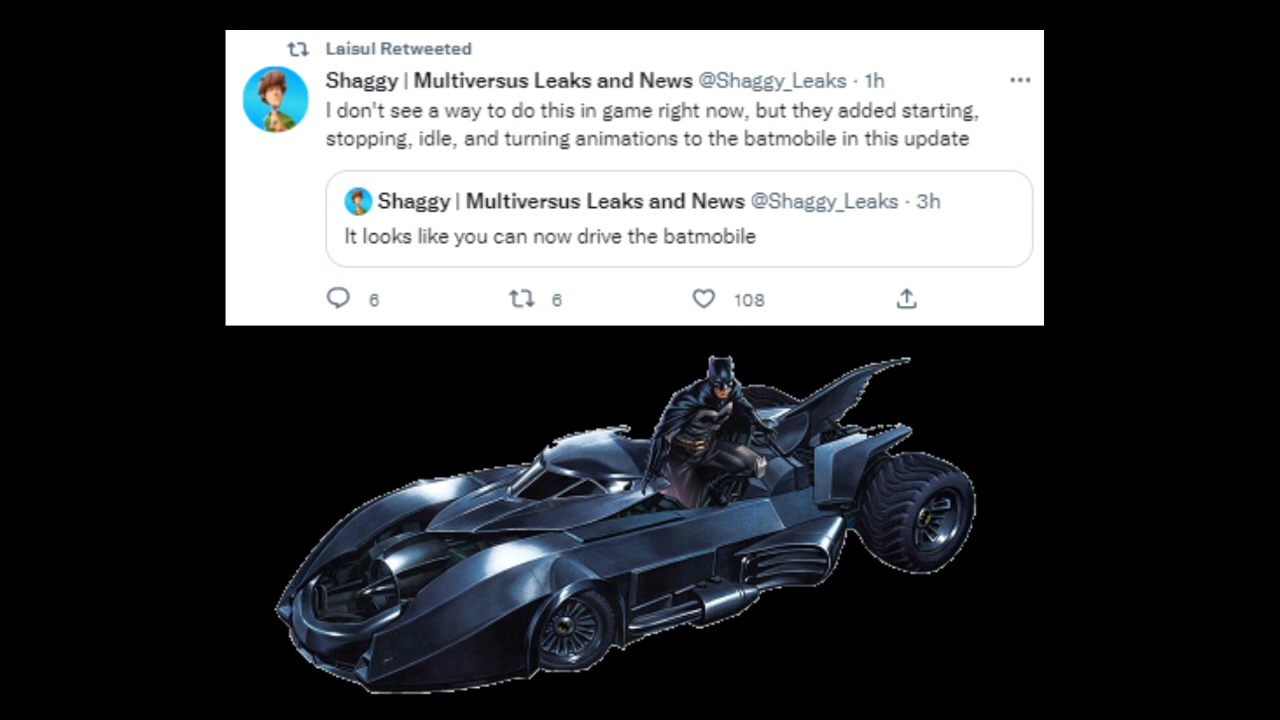 Laisul Retweeted
Shaggy | Multiversus Leaks and News @Shaggy_Leaks · 1h
I don't see a way to do this in game right now, but they added starting,
stopping, idle, and turning animations to the batmobile in this update
Shaggy | Multiversus Leaks and News @Shaggy_Leaks · 3h
It looks like you can now drive the batmobile
6 6 108